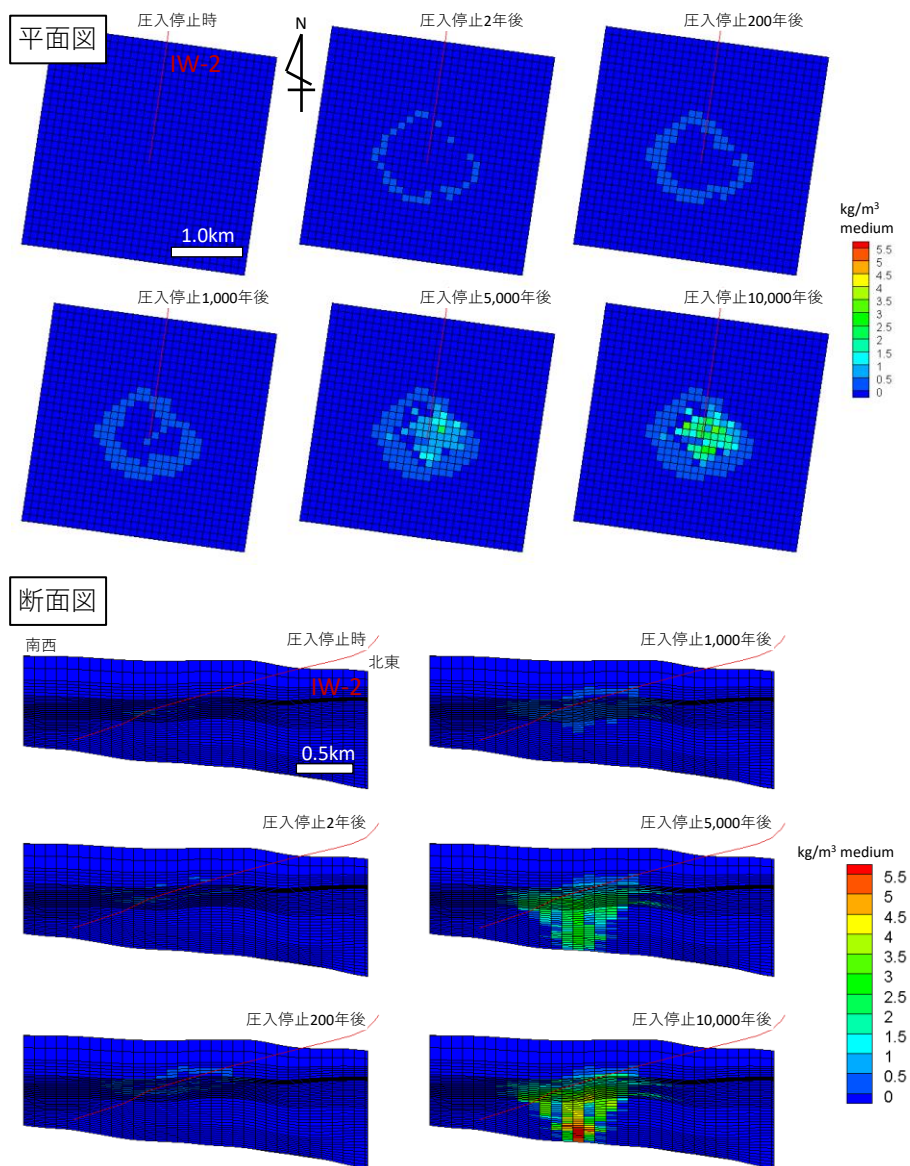 平面図
圧入停止時
IW-2
N
圧入停止2年後
圧入停止200年後
1.0km
kg/m³
medium
5.5
5
4.5
4
3.5
3
2.5
2
1.5
1
0.5
0
圧入停止1,000年後
圧入停止5,000年後
圧入停止10,000年後
断面図
南西
圧入停止時
北東
IW-2
0.5km
圧入停止1,000年後
圧入停止2年後
圧入停止5,000年後
kg/m³ medium
5.5
5
4.5
4
3.5
3
2.5
2
1.5
1
0.5
0
圧入停止200年後
圧入停止10,000年後